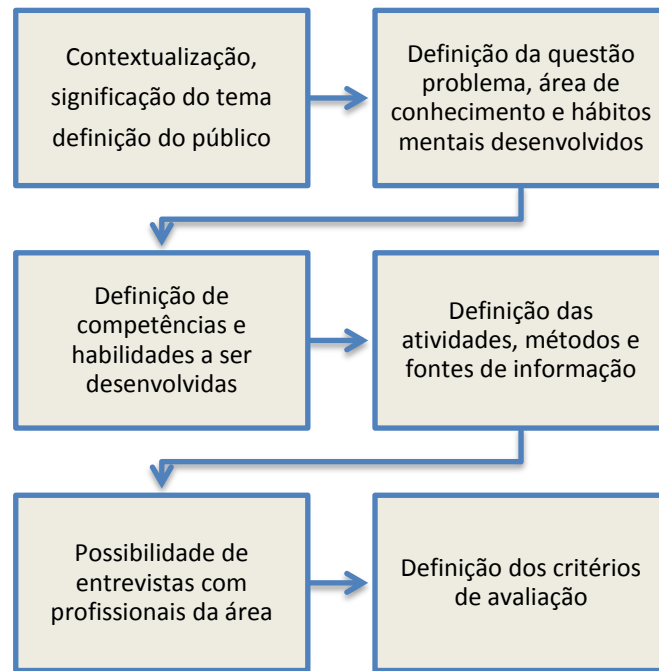 Contextualização,
significação do tema
definição do público
Definição da questão
problema, área de
conhecimento e hábitos
mentais desenvolvidos
Definição de
competências e
habilidades a ser
desenvolvidas
Definição das
atividades, métodos e
fontes de informação
Possibilidade de
entrevistas com
profissionais da área
Definição dos critérios
de avaliação